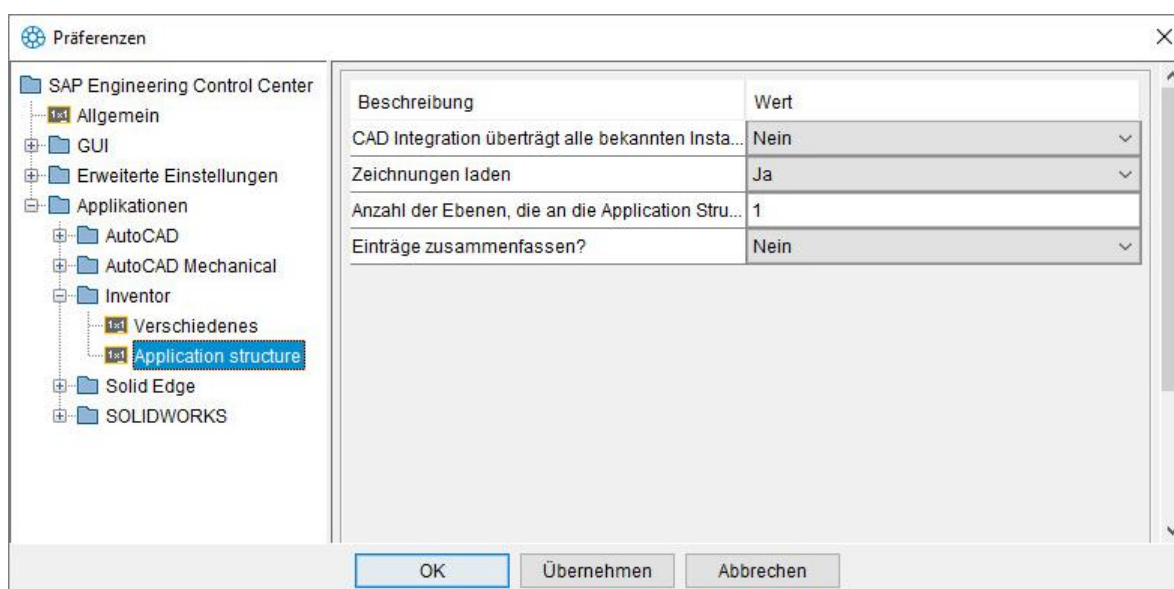 Präferenzen
SAP Engineering Control Center
Allgemein
GUI
Erweiterte Einstellungen
Applikationen
AutoCAD
AutoCAD Mechanical
Inventor
Verschiedenes
Application structure
Solid Edge
SOLIDWORKS
Beschreibung Wert
CAD Integration überträgt alle bekannten Insta... Nein
Zeichnungen laden Ja
Anzahl der Ebenen, die an die Application Stru... 1
Einträge zusammenfassen? Nein
OK Übernehmen Abbrechen